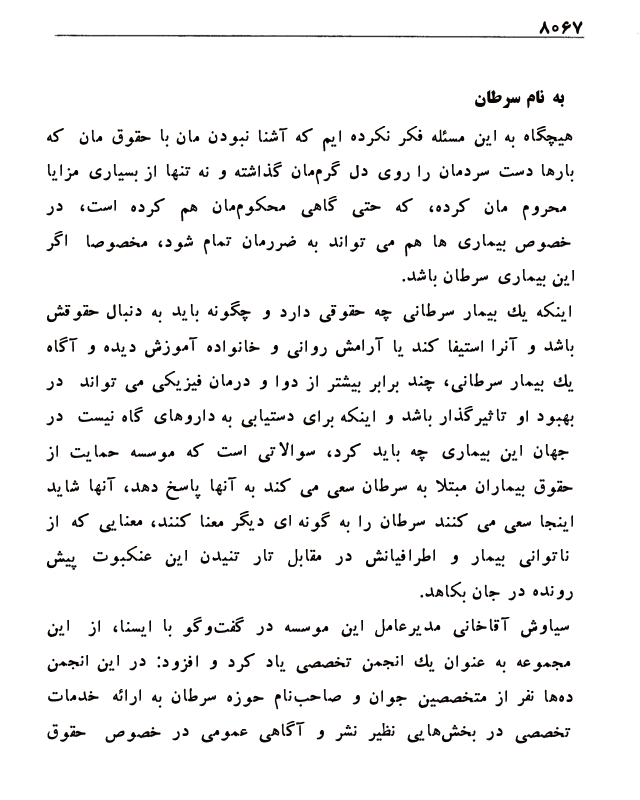 ۸۰۶۷
به نام سرطان
هیچگاه به این مسئله فکر نکرده ایم که آشنا نبودن مان با حقوق مان که
بارها دست سردمان را روی دل گرم‌مان گذاشته و نه تنها از بسیاری مزایا
محروم مان کرده، که حتی گاهی محکوم‌مان هم کرده است، در
خصوص بیماری ها هم می تواند به ضررمان تمام شود، مخصوصا اگر
این بیماری سرطان باشد.
اینکه یك بیمار سرطانی چه حقوقی دارد و چگونه باید به دنبال حقوقش
باشد و آنرا استیفا کند یا آرامش روانی و خانواده آموزش دیده و آگاه
یك بیمار سرطانی، چند برابر بیشتر از دوا و درمان فیزیکی می تواند در
بهبود او تاثیرگذار باشد و اینکه برای دستیابی به داروهای گاه نیست در
جهان این بیماری چه باید کرد، سوالاتی است که موسسه حمایت از
حقوق بیماران مبتلا به سرطان سعی می کند به آنها پاسخ دهد، آنها شاید
اینجا سعی می کنند سرطان را به گونه ای دیگر معنا کنند، معنایی که از
ناتوانی بیمار و اطرافیانش در مقابل تار تنیدن این عنکبوت پیش
رونده در جان بکاهد.
سیاوش آقاخانی مدیرعامل این موسسه در گفت‌وگو با ایسنا، از این
مجموعه به عنوان یك انجمن تخصصی یاد کرد و افزود: در این انجمن
ده‌ها نفر از متخصصین جوان و صاحب‌نام حوزه سرطان به ارائه خدمات
تخصصی در بخش‌هایی نظیر نشر و آگاهی عمومی در خصوص حقوق